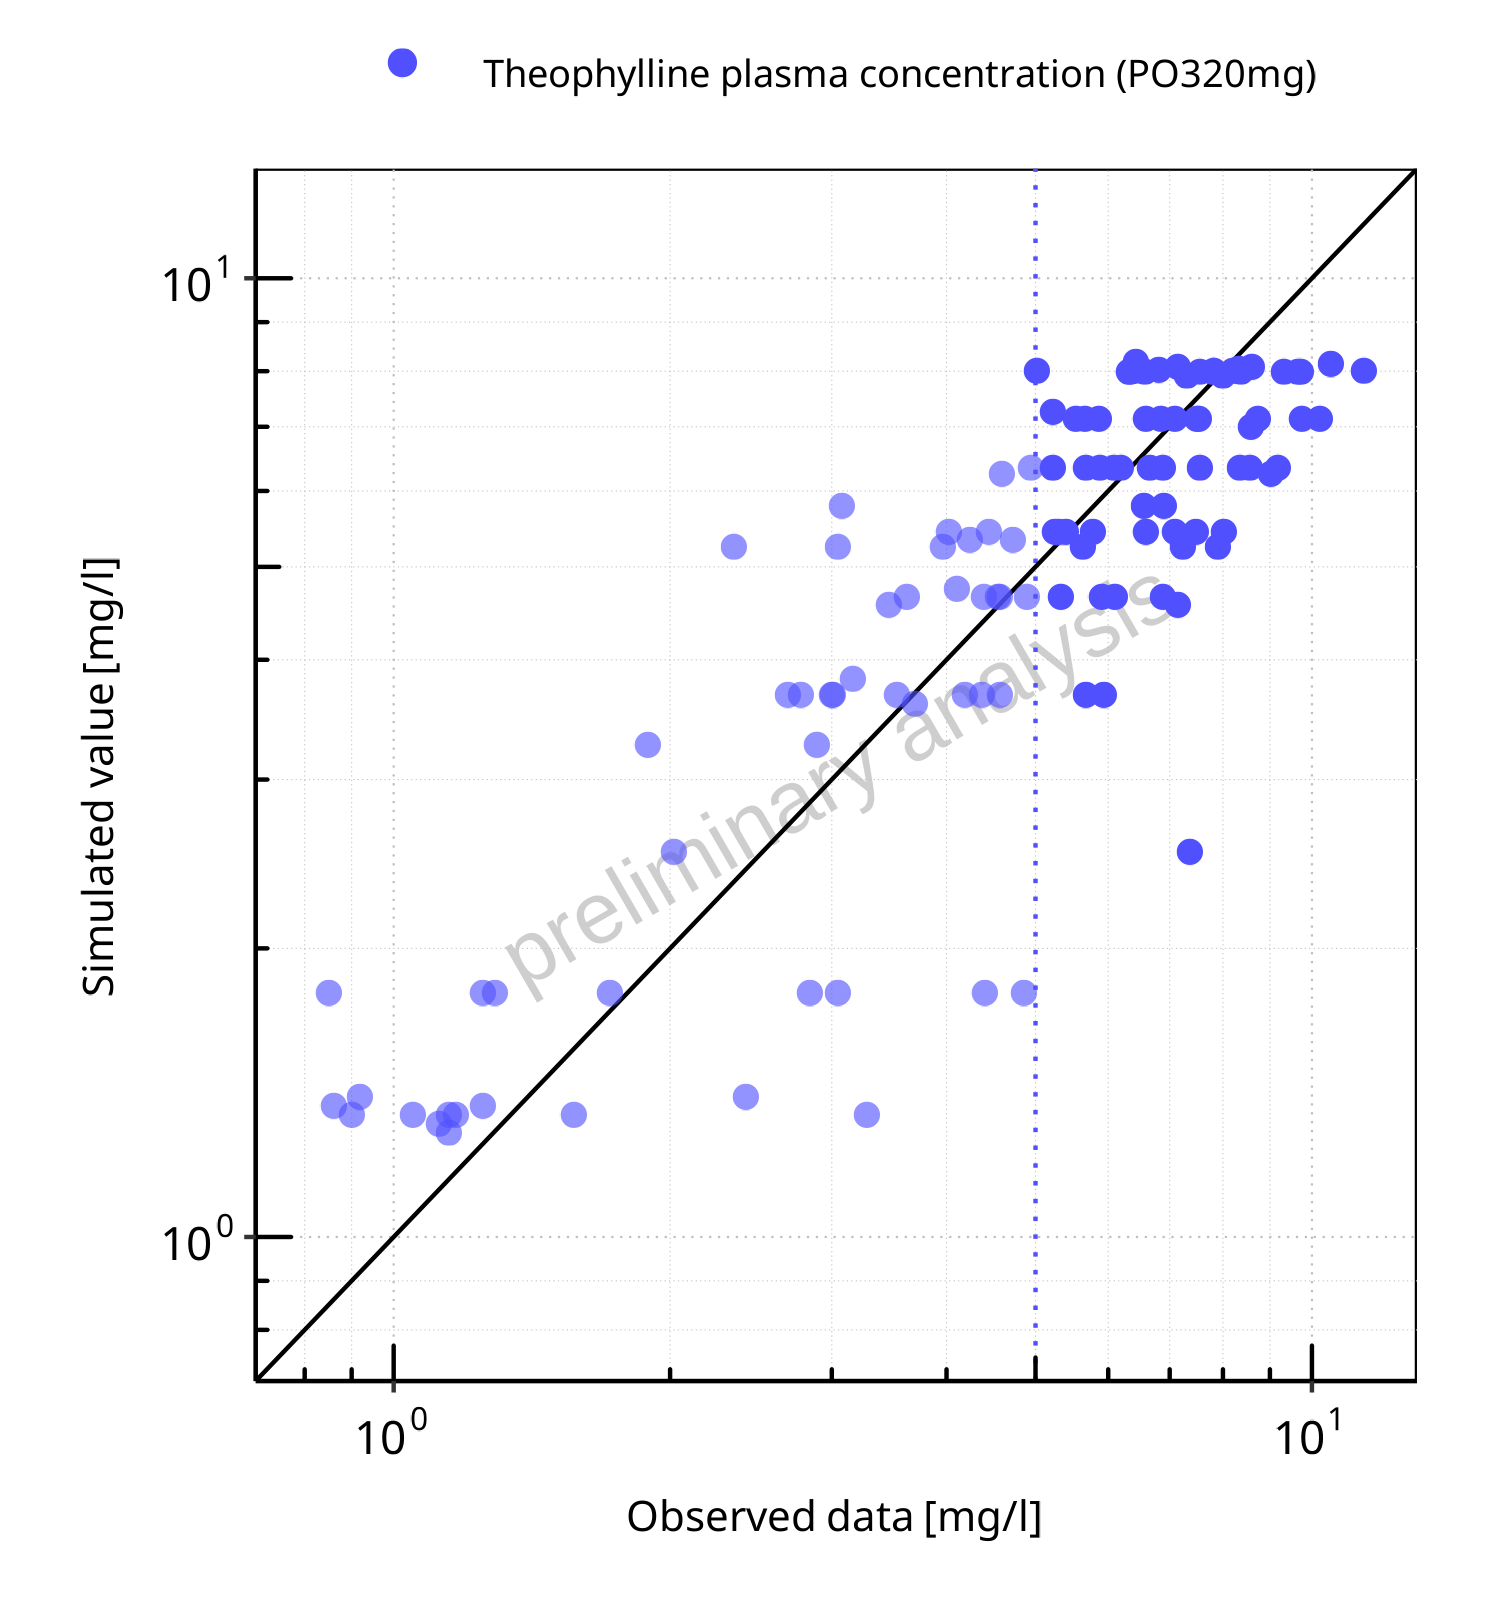 Theophylline plasma concentration (PO320mg)
10¹
10⁰
Simulated value [mg/l]
preliminary analysis
10⁰
10¹
Observed data [mg/l]